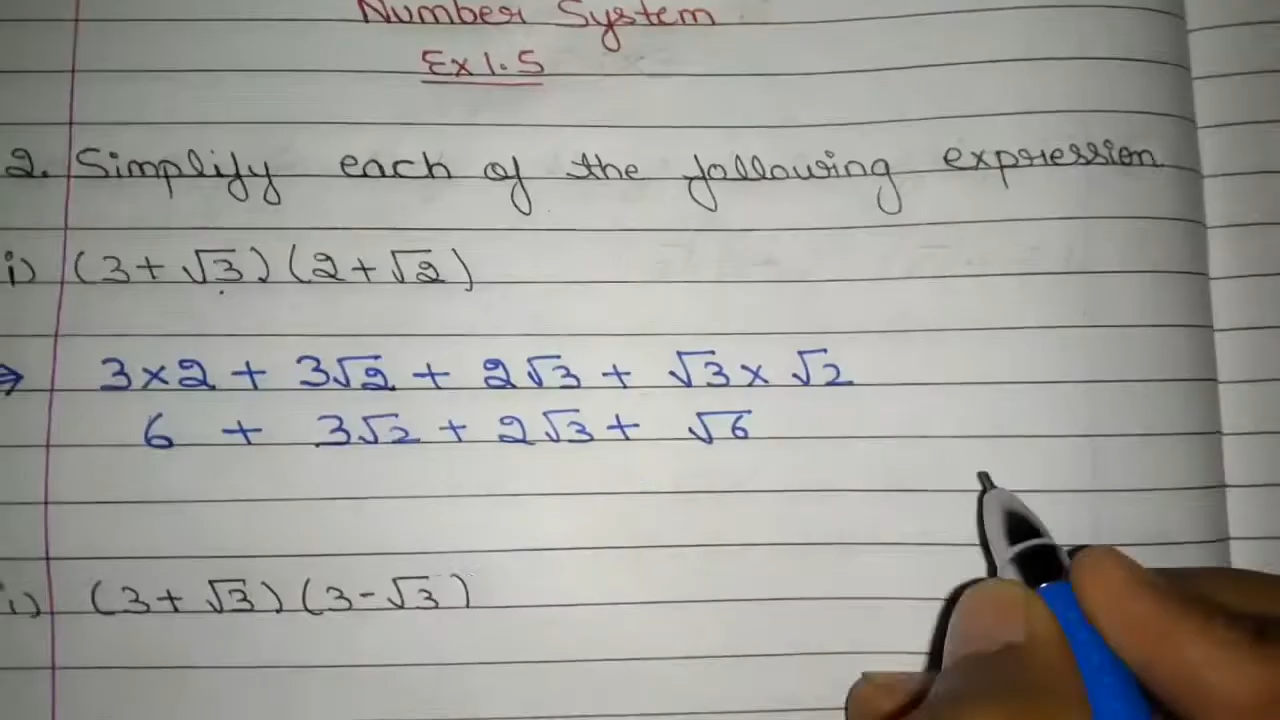 Number System
Ex 1.5
2. Simplify each of the following expression
i) (3 + √3) (2 + √2)
⇒ 3 × 2 + 3√2 + 2√3 + √3 × √2
6 + 3√2 + 2√3 + √6
i) (3 + √3) (3 - √3)